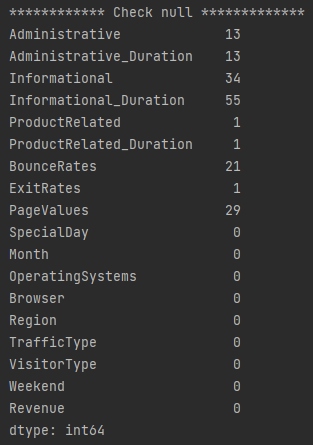 ************ Check null *************
Administrative 13
Administrative_Duration 13
Informational 34
Informational_Duration 55
ProductRelated 1
ProductRelated_Duration 1
BounceRates 21
ExitRates 1
PageValues 29
SpecialDay 0
Month 0
OperatingSystems 0
Browser 0
Region 0
TrafficType 0
VisitorType 0
Weekend 0
Revenue 0
dtype: int64